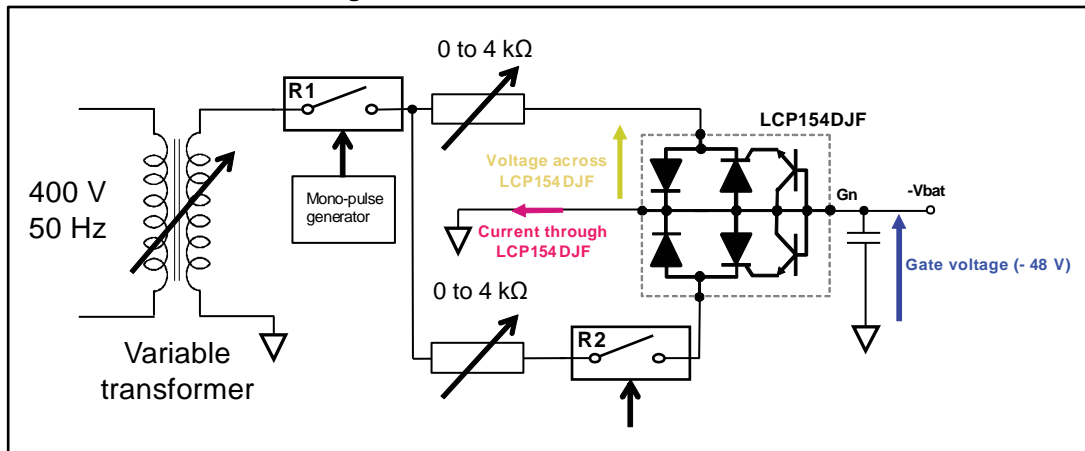 0 to 4 kΩ
R1
LCP154DJF
Voltage across
LCP154DJF
Gn
-Vbat
400 V
50 Hz
Mono-pulse
generator
Current through
LCP154DJF
Gate voltage (- 48 V)
0 to 4 kΩ
R2
Variable
transformer